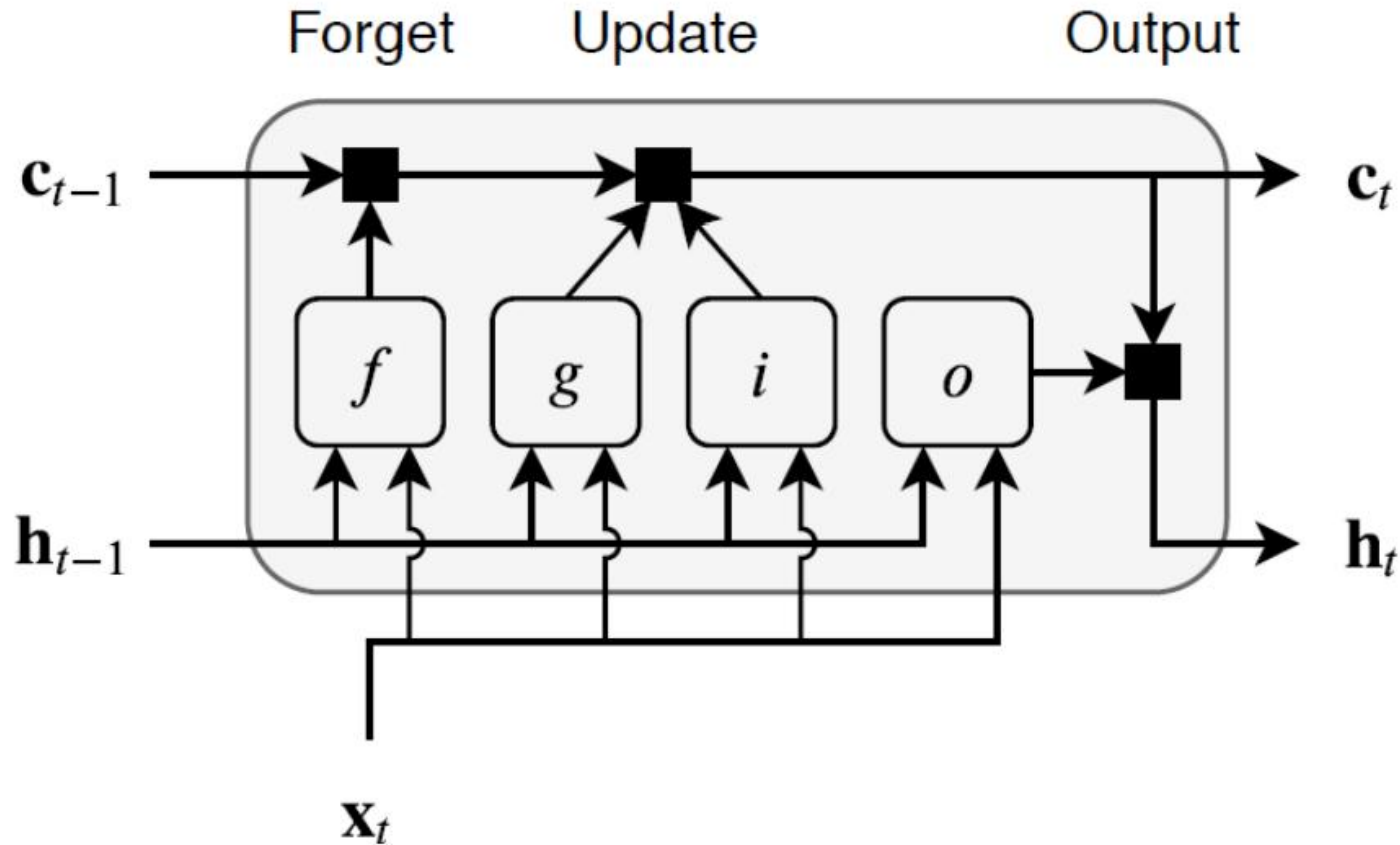 Forget Update Output
c_{t−1} c_t
f g i o
h_{t−1} h_t
x_t